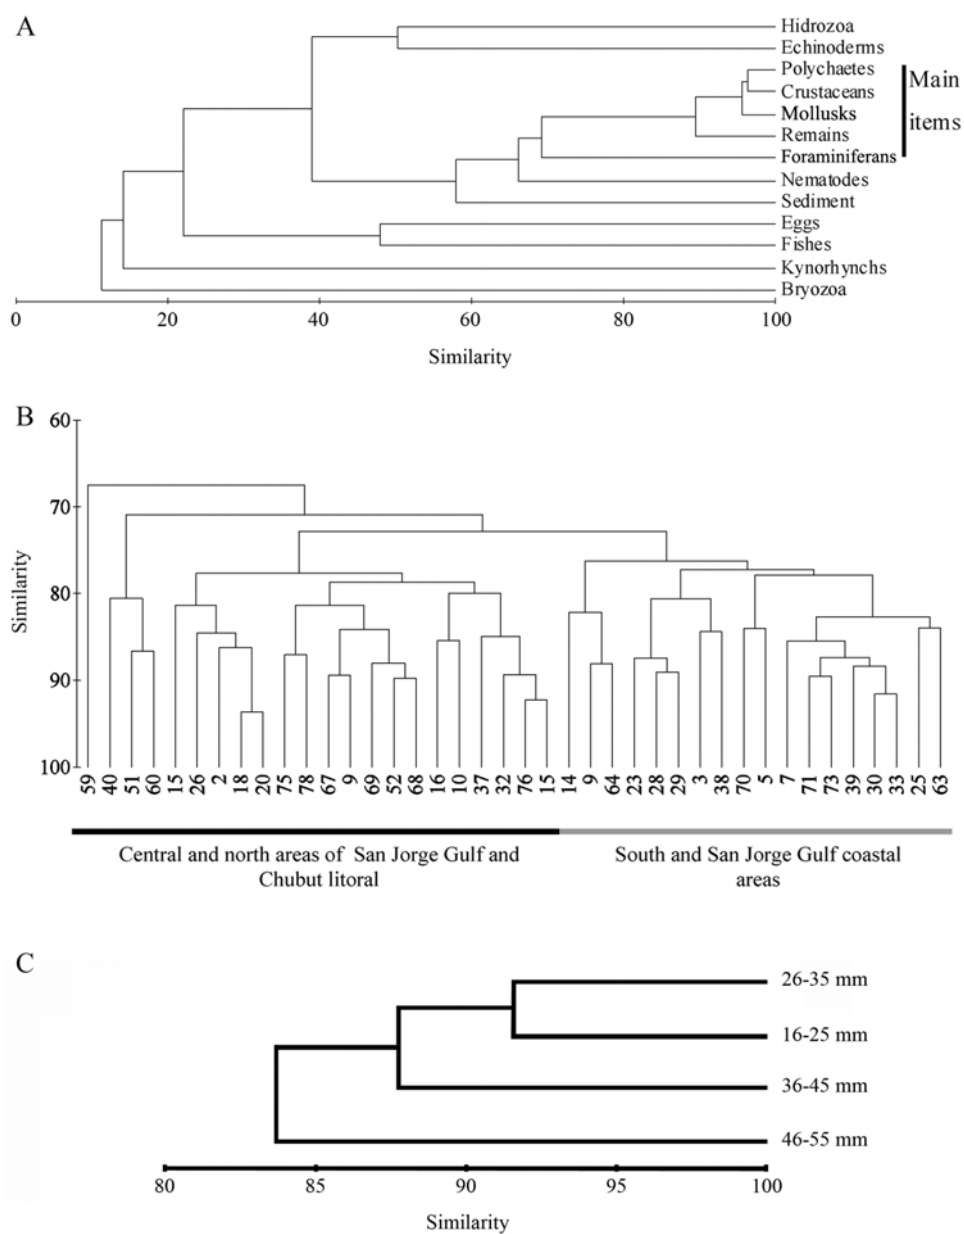 A
Hidrozoa
Echinoderms
Polychaetes
Crustaceans
Mollusks
Remains
Foraminiferans
Nematodes
Sediment
Eggs
Fishes
Kynorhynchs
Bryozoa
Main
items
0 20 40 60 80 100
Similarity
B
60
70
80
90
100
Similarity
59 40 51 60 15 26 2 18 20 75 78 67 9 69 52 68 16 10 37 32 76 15 14 9 64 23 28 29 3 38 70 5 7 71 73 39 30 33 25 63
Central and north areas of San Jorge Gulf and
Chubut litoral
South and San Jorge Gulf coastal
areas
C
26-35 mm
16-25 mm
36-45 mm
46-55 mm
80 85 90 95 100
Similarity